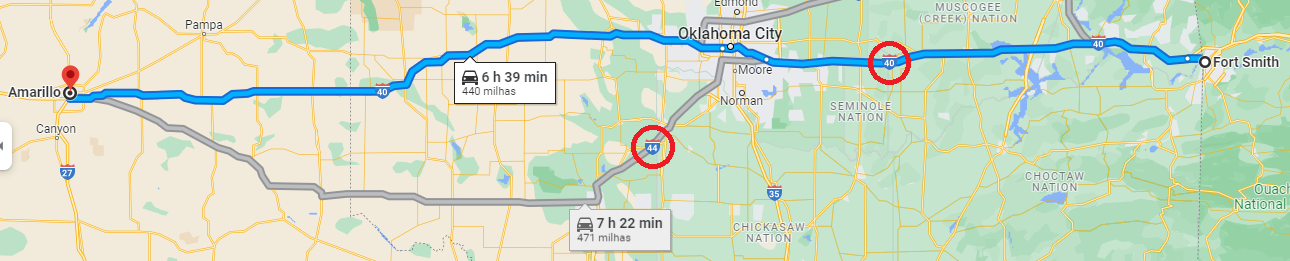 Edmond
MUSCOGEE
(CREEK) NATION
Pampa
Oklahoma City
40
6 h 39 min
440 milhas
40
Fort Smith
Moore
Amarillo
40
Norman
SEMINOLE
NATION
Canyon
44
27
CHOCTAW
NATION
35
Ouac
National
7 h 22 min
471 milhas
CHICKASAW
NATION